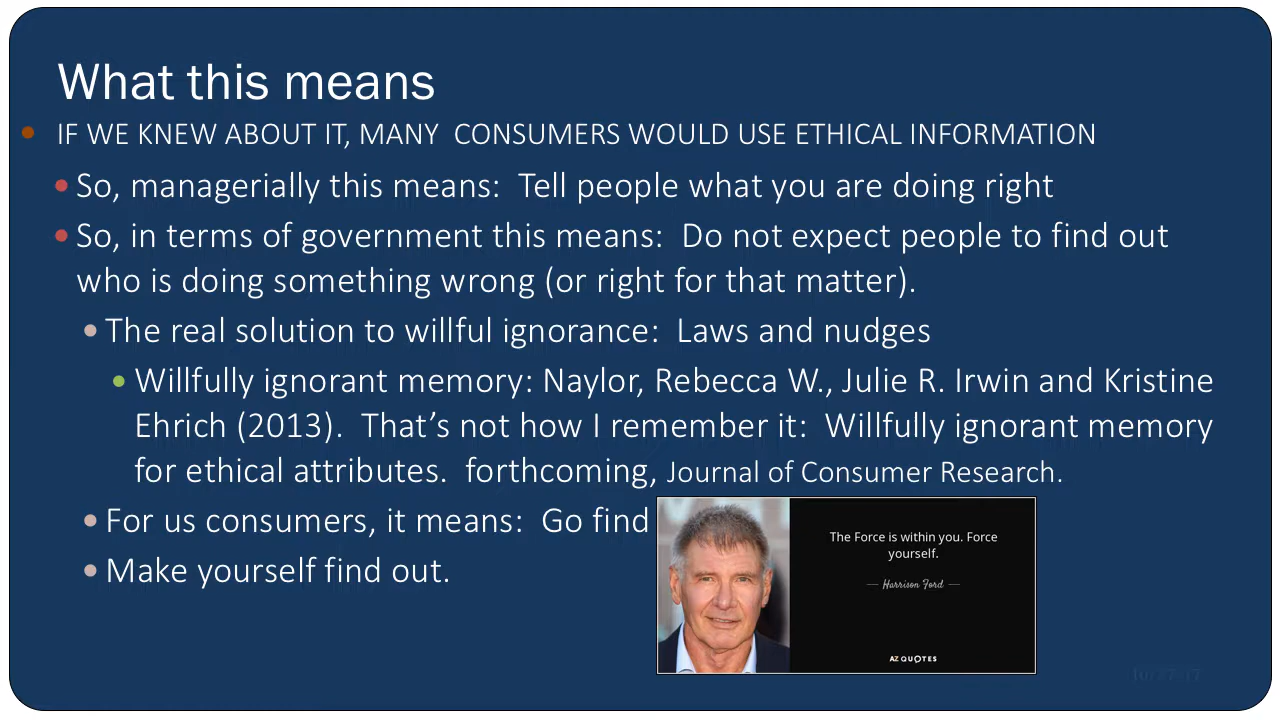 What this means
IF WE KNEW ABOUT IT, MANY CONSUMERS WOULD USE ETHICAL INFORMATION
So, managerially this means: Tell people what you are doing right
So, in terms of government this means: Do not expect people to find out
who is doing something wrong (or right for that matter).
The real solution to willful ignorance: Laws and nudges
Willfully ignorant memory: Naylor, Rebecca W., Julie R. Irwin and Kristine
Ehrich (2013). That’s not how I remember it: Willfully ignorant memory
for ethical attributes. forthcoming, Journal of Consumer Research.
For us consumers, it means: Go find
Make yourself find out.
The Force is within you. Force
yourself.
Harrison Ford
AZ QUOTES